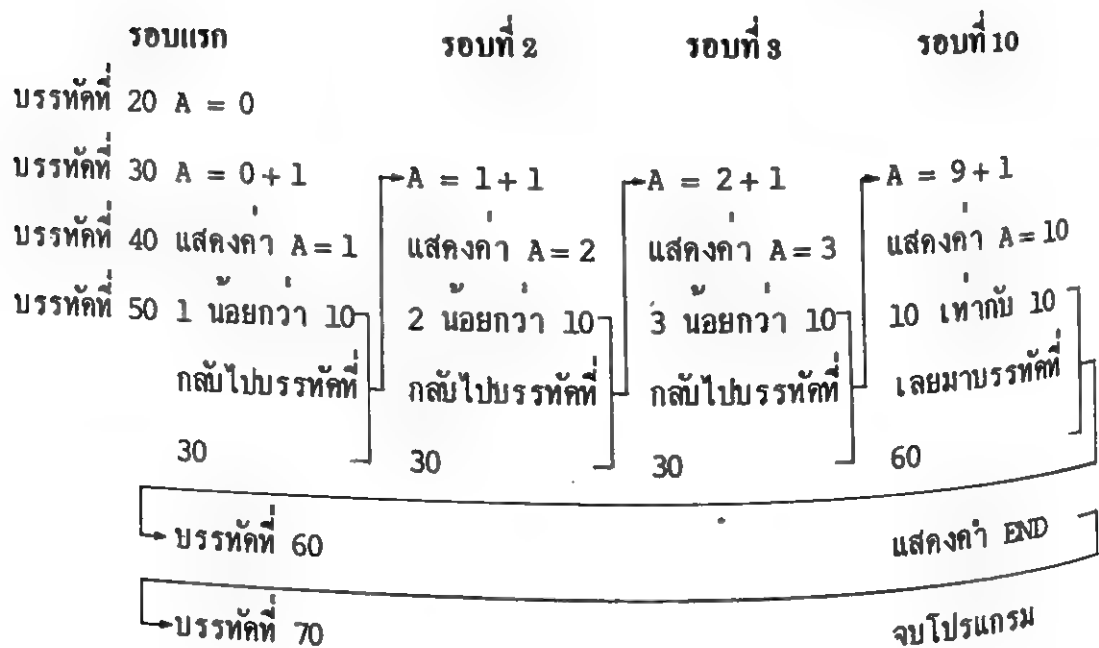 รอบแรก รอบที่ 2 รอบที่ 3 รอบที่ 10
บรรทัดที่ 20 A = 0
บรรทัดที่ 30 A = 0+1 A = 1+1 A = 2+1 A = 9+1
บรรทัดที่ 40 แสดงค่า A=1 แสดงค่า A=2 แสดงค่า A=3 แสดงค่า A=10
บรรทัดที่ 50 1 น้อยกว่า 10 2 น้อยกว่า 10 3 น้อยกว่า 10 10 เท่ากับ 10
กลับไปบรรทัดที่ กลับไปบรรทัดที่ กลับไปบรรทัดที่ เลยมาบรรทัดที่
30 30 30 60
บรรทัดที่ 60 แสดงคำ END
บรรทัดที่ 70 จบโปรแกรม